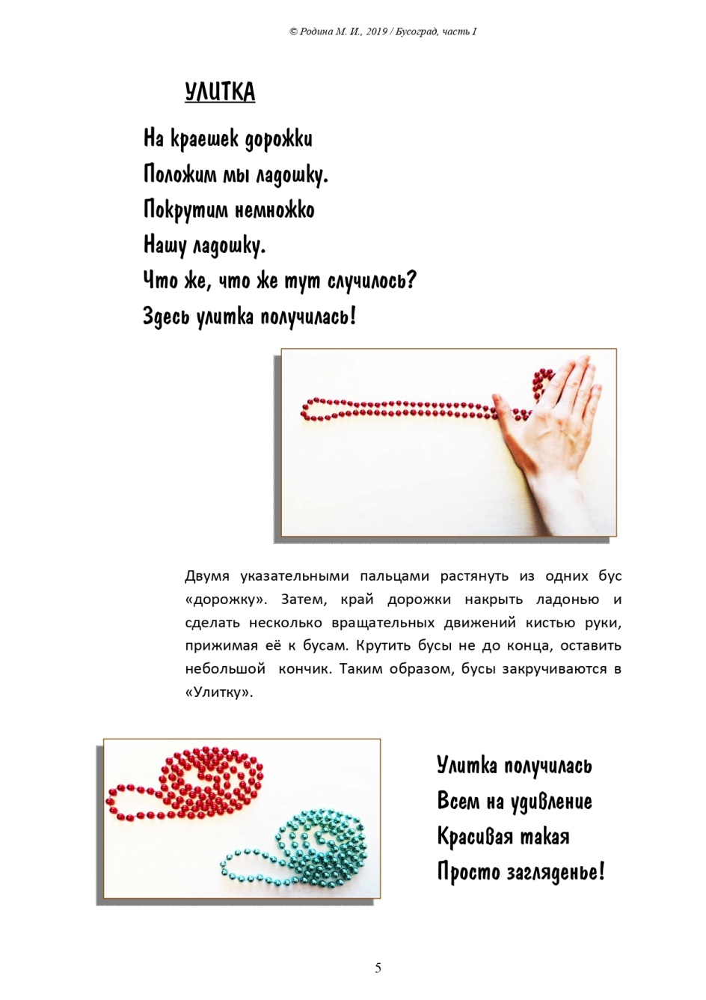 © Родина М. И., 2019 / Бусоград, часть I
УЛИТКА
На краешек дорожки
Положим мы ладошку.
Покрутим немножко
Нашу ладошку.
Что же, что же тут случилось?
Здесь улитка получилась!
Двумя указательными пальцами растянуть из одних бус
«дорожку». Затем, край дорожки накрыть ладонью и
сделать несколько вращательных движений кистью руки,
прижимая её к бусам. Крутить бусы не до конца, оставить
небольшой кончик. Таким образом, бусы закручиваются в
«Улитку».
Улитка получилась
Всем на удивление
Красивая такая
Просто загляденье!
5